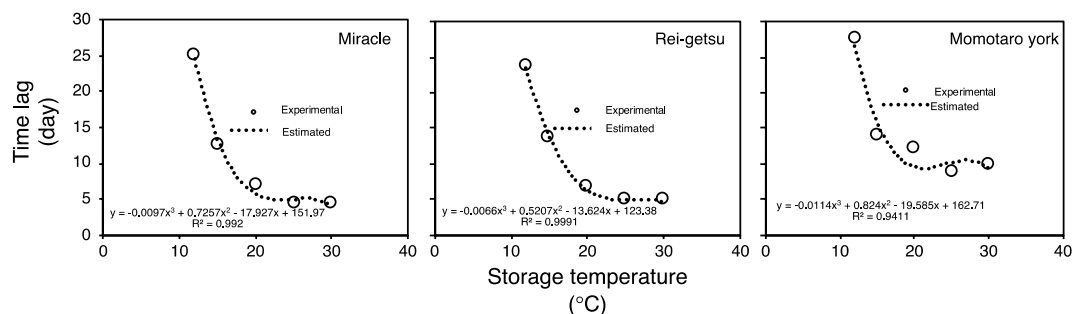 Time lag
(day)
30
25
20
15
10
5
0
Miracle
Experimental
Estimated
y = -0.0097x³ + 0.7257x² - 17.927x + 151.97
R² = 0.992
0 10 20 30 40
Rei-getsu
Experimental
Estimated
y = -0.0066x³ + 0.5207x² - 13.624x + 123.38
R² = 0.9991
0 10 20 30 40
Momotaro york
Experimental
Estimated
y = -0.0114x³ + 0.824x² - 19.585x + 162.71
R² = 0.9411
0 10 20 30 40
Storage temperature
(°C)